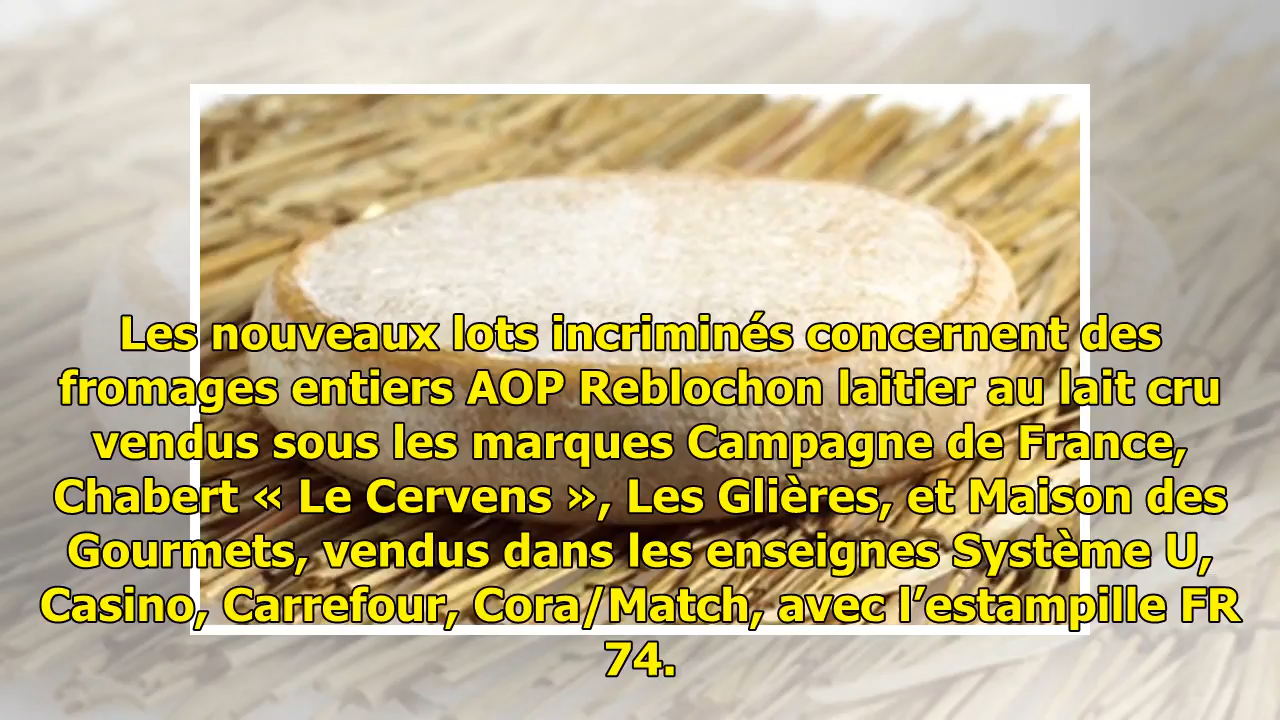 Les nouveaux lots incriminés concernent des
fromages entiers AOP Reblochon laitier au lait cru
vendus sous les marques Campagne de France,
Chabert « Le Cervens », Les Glières, et Maison des
Gourmets, vendus dans les enseignes Système U,
Casino, Carrefour, Cora/Match, avec l’estampille FR
74.